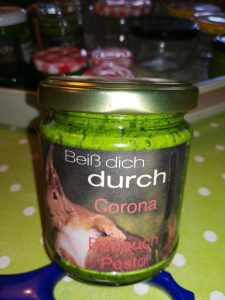 Beiß dich
durch
Corona
Bärlauch
Pesto